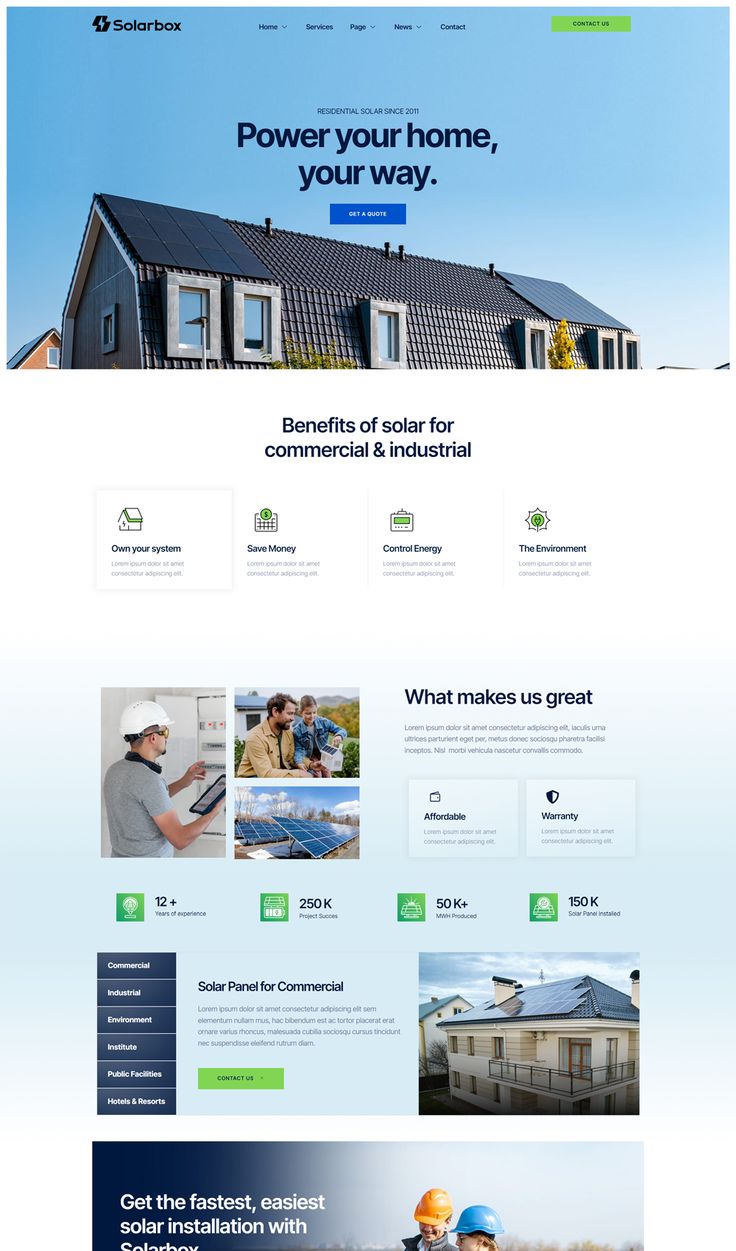 Solarbox
Home
Services
Page
News
Contact
CONTACT US
RESIDENTIAL SOLAR SINCE 2011
Power your home,
your way.
GET A QUOTE
Benefits of solar for
commercial & industrial
Own your system
Lorem ipsum dolor sit amet
consectetur adipiscing elit.
Save Money
Lorem ipsum dolor sit amet
consectetur adipiscing elit.
Control Energy
Lorem ipsum dolor sit amet
consectetur adipiscing elit.
The Environment
Lorem ipsum dolor sit amet
consectetur adipiscing elit.
What makes us great
Lorem ipsum dolor sit amet consectetur adipiscing elit, iaculis urna
ultrices parturient eget per, metus donec sociosqu pharetra facilisi
inceptos. Nisl morbi vehicula nascetur convallis commodo.
Affordable
Lorem ipsum dolor sit amet
consectetur adipiscing elit.
Warranty
Lorem ipsum dolor sit amet
consectetur adipiscing elit.
12 +
Years of experience
250 K
Project Succes
50 K+
MWH Produced
150 K
Solar Panel Installed
Commercial
Industrial
Environment
Institute
Public Facilities
Hotels & Resorts
Solar Panel for Commercial
Lorem ipsum dolor sit amet consectetur adipiscing elit sem
elementum nullam mus, hac bibendum est ac tortor placerat erat
ornare varius rhoncus, malesuada cubilia sociosqu cursus tincidunt
nec suspendisse eleifend rutrum diam.
CONTACT US
Get the fastest, easiest
solar installation with
Solarbox